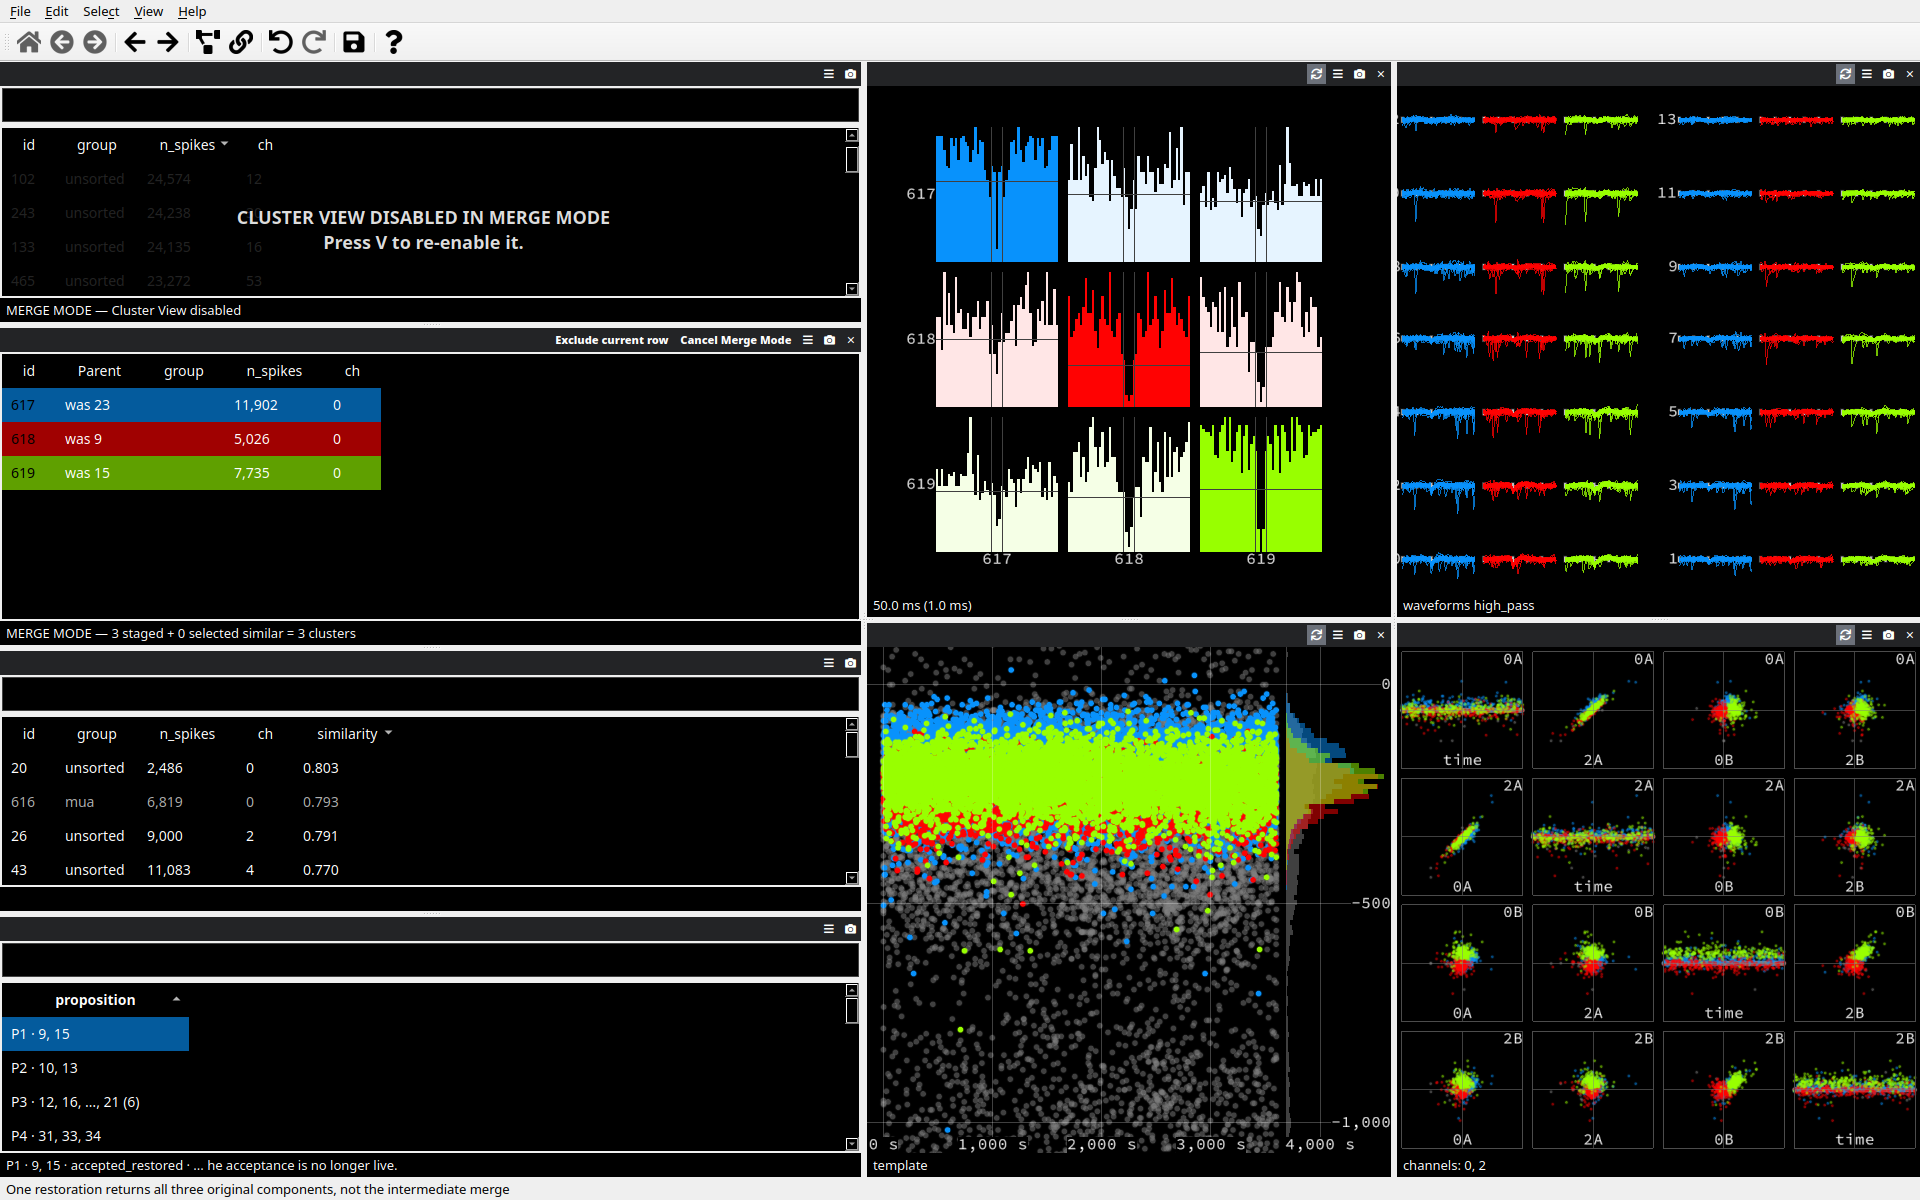 File Edit Select View Help
id group n_spikes ch
102 unsorted 24,574 12
243 unsorted 24,238
133 unsorted 24,135 16
465 unsorted 23,272 53
CLUSTER VIEW DISABLED IN MERGE MODE
Press V to re-enable it.
MERGE MODE — Cluster View disabled
Exclude current row Cancel Merge Mode
id Parent group n_spikes ch
617 was 23 11,902 0
618 was 9 5,026 0
619 was 15 7,735 0
MERGE MODE — 3 staged + 0 selected similar = 3 clusters
id group n_spikes ch similarity
20 unsorted 2,486 0 0.803
616 mua 6,819 0 0.793
26 unsorted 9,000 2 0.791
43 unsorted 11,083 4 0.770
proposition
P1 · 9, 15
P2 · 10, 13
P3 · 12, 16, ..., 21 (6)
P4 · 31, 33, 34
P1 · 9, 15 · accepted_restored · ... he acceptance is no longer live.
One restoration returns all three original components, not the intermediate merge
617
618
619
617 618 619
50.0 ms (1.0 ms)
13
11
9
7
5
3
1
waveforms high_pass
0
−500
−1,000
0 s 1,000 s 2,000 s 3,000 s 4,000 s
template
0A 0A 0A 0A
time 2A 0B 2B
2A 2A 2A 2A
0A time 0B 2B
0B 0B 0B 0B
0A 2A time 2B
2B 2B 2B 2B
0A 2A 0B time
channels: 0, 2